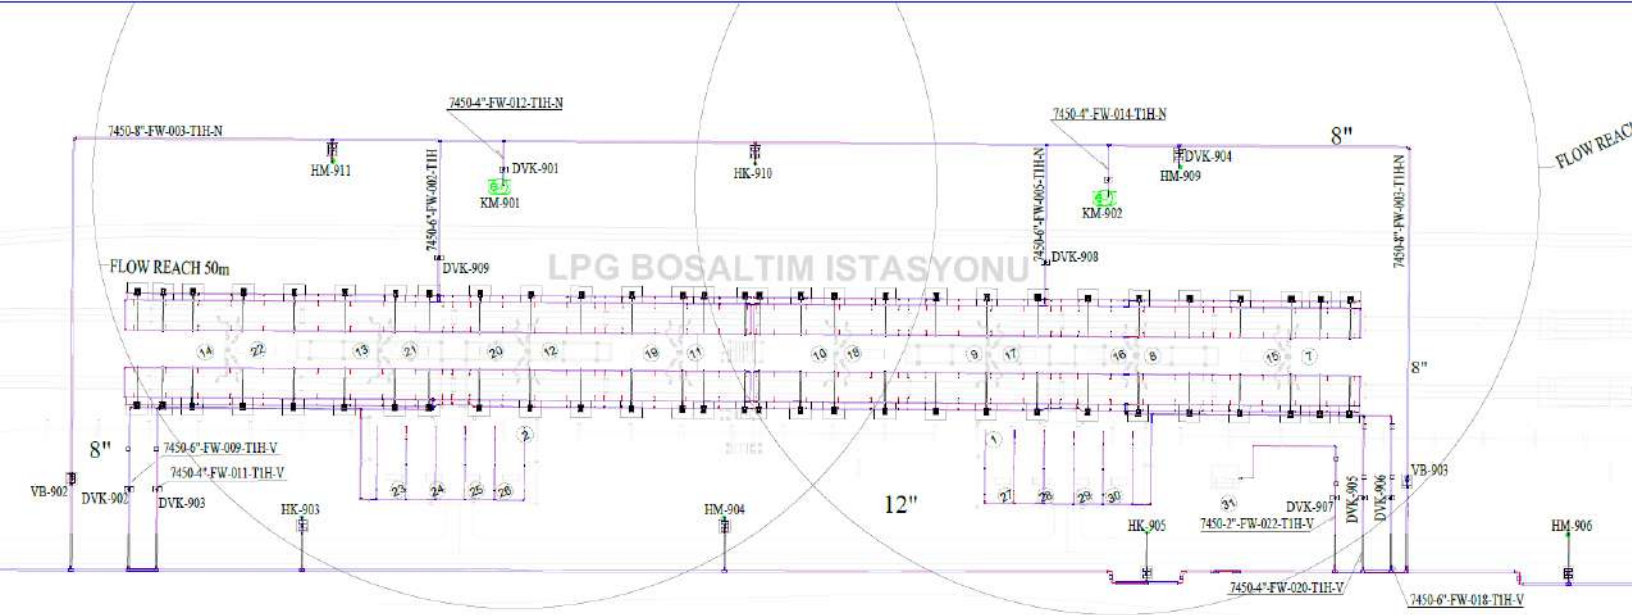 7450-4"-FW-012-T1H-N
7450-4"-FW-014-T1H-N
7450-8"-FW-003-T1H-N
8"
FLOW REACH
HM-911
DVK-901
KM-901
HK-910
DVK-904
HM-909
KM-902
7450-6"-FW-002-T1H
7450-6"-FW-005-T1H-N
7450-8"-FW-003-T1H-N
FLOW REACH 50m
DVK-909
LPG BOSALTIM ISTASYONU
DVK-908
14
22
13
21
20
12
19
11
10
18
9
17
16
8
15
7
8"
2
1
8"
7450-6"-FW-009-T1H-V
7450-4"-FW-011-T1H-V
VB-902
DVK-902
DVK-903
23
24
25
26
27
28
29
30
31
VB-903
HK-903
HM-904
12"
HK-905
DVK-907
DVK-905
DVK-906
7450-2"-FW-022-T1H-V
HM-906
7450-4"-FW-020-T1H-V
7450-6"-FW-018-T1H-V